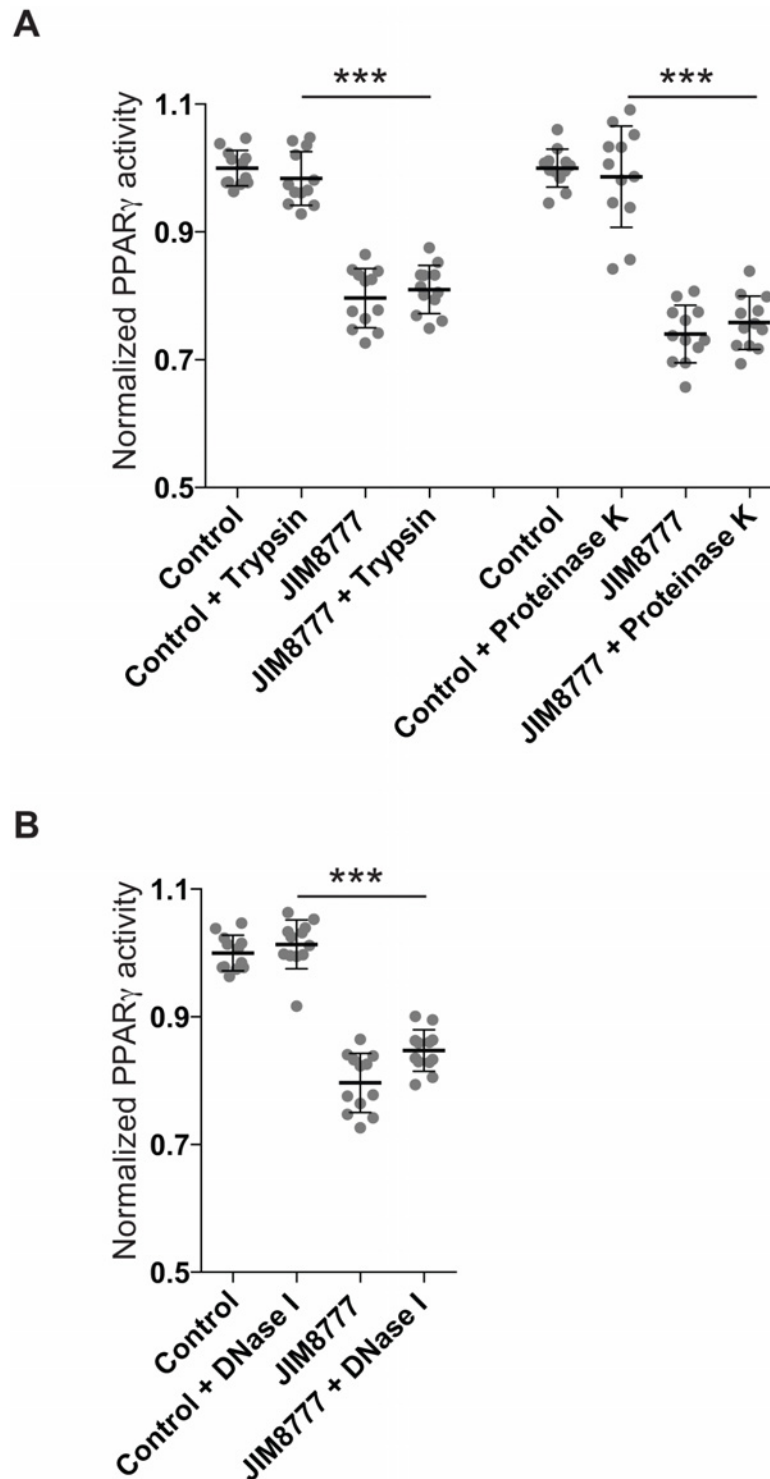 A
***
***
Normalized PPARγ activity
1.1
0.9
0.7
0.5
Control
Control + Trypsin
JIM8777
JIM8777 + Trypsin
Control
Control + Proteinase K
JIM8777
JIM8777 + Proteinase K
B
***
Normalized PPARγ activity
1.1
0.9
0.7
0.5
Control
Control + DNase I
JIM8777
JIM8777 + DNase I